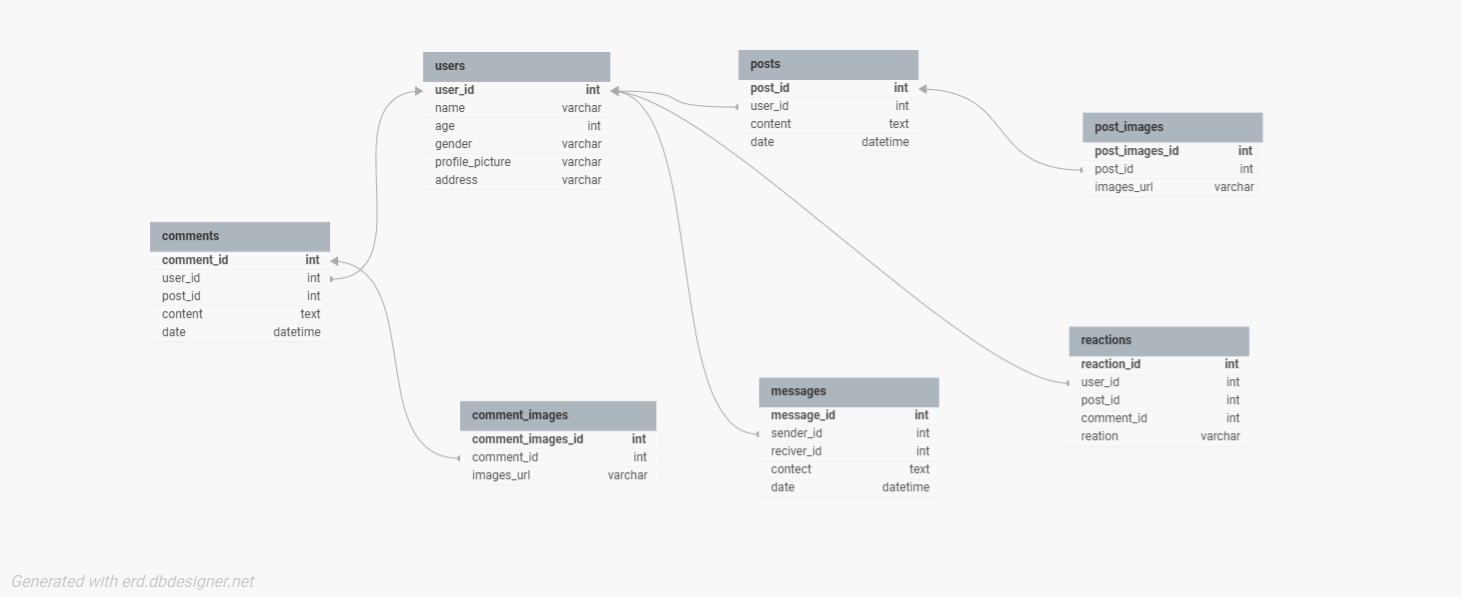 users
user_id int
name varchar
age int
gender varchar
profile_picture varchar
address varchar
posts
post_id int
user_id int
content text
date datetime
post_images
post_images_id int
post_id int
images_url varchar
comments
comment_id int
user_id int
post_id int
content text
date datetime
comment_images
comment_images_id int
comment_id int
images_url varchar
messages
message_id int
sender_id int
reciver_id int
contect text
date datetime
reactions
reaction_id int
user_id int
post_id int
comment_id int
reation varchar
Generated with erd.dbdesigner.net